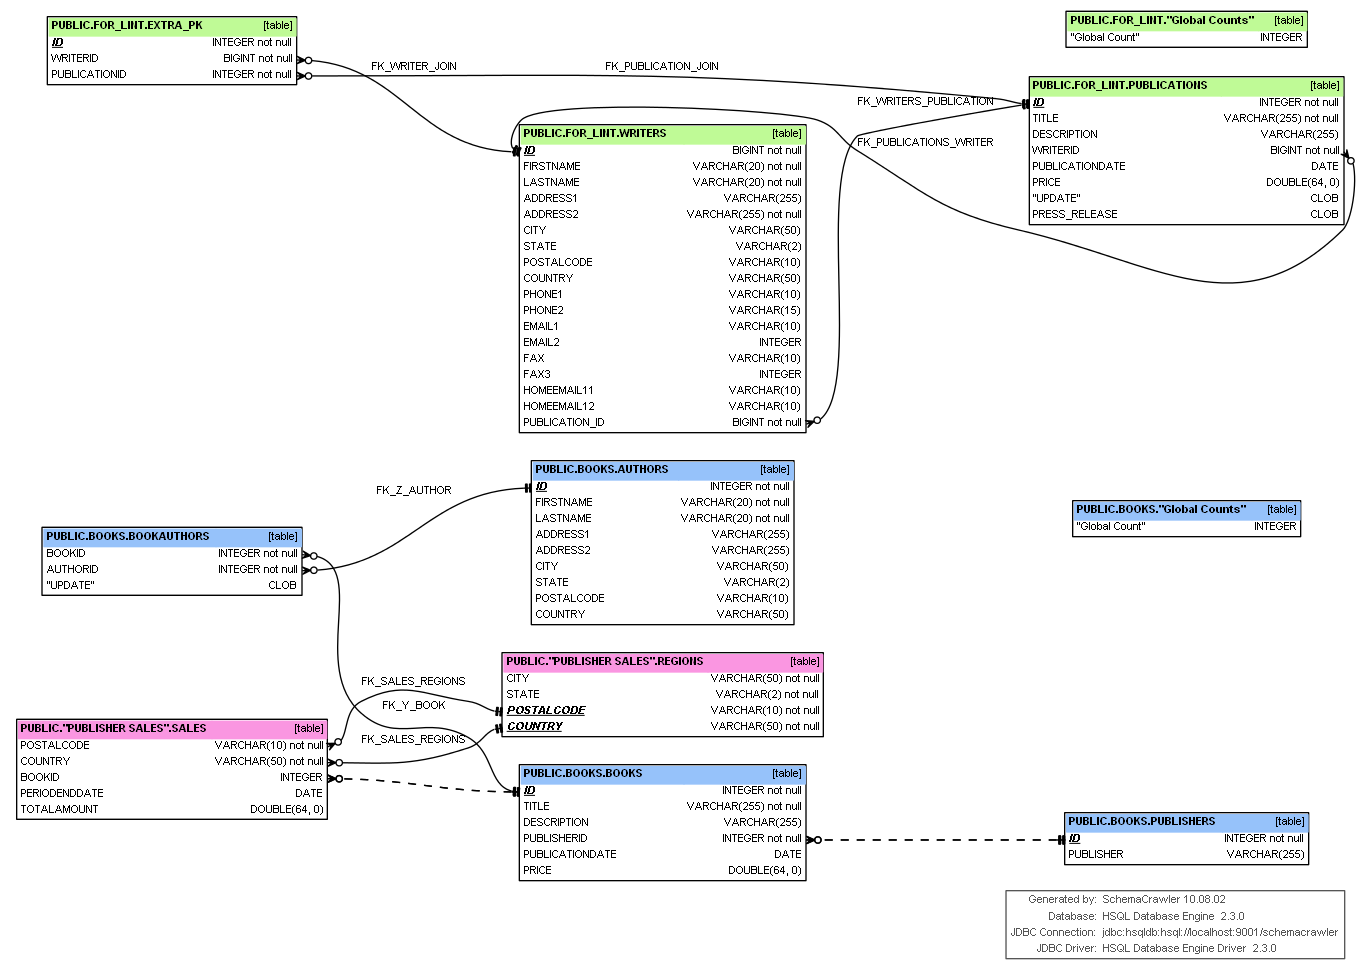 PUBLIC.FOR_LINT.EXTRA_PK [table]
ID INTEGER not null
WRITERID BIGINT not null
PUBLICATIONID INTEGER not null
PUBLIC.FOR_LINT."Global Counts" [table]
"Global Count" INTEGER
FK_WRITER_JOIN
FK_PUBLICATION_JOIN
FK_WRITERS_PUBLICATION
FK_PUBLICATIONS_WRITER
PUBLIC.FOR_LINT.PUBLICATIONS [table]
ID INTEGER not null
TITLE VARCHAR(255) not null
DESCRIPTION VARCHAR(255)
WRITERID BIGINT not null
PUBLICATIONDATE DATE
PRICE DOUBLE(64, 0)
"UPDATE" CLOB
PRESS_RELEASE CLOB
PUBLIC.FOR_LINT.WRITERS [table]
ID BIGINT not null
FIRSTNAME VARCHAR(20) not null
LASTNAME VARCHAR(20) not null
ADDRESS1 VARCHAR(255)
ADDRESS2 VARCHAR(255) not null
CITY VARCHAR(50)
STATE VARCHAR(2)
POSTALCODE VARCHAR(10)
COUNTRY VARCHAR(50)
PHONE1 VARCHAR(10)
PHONE2 VARCHAR(15)
EMAIL1 VARCHAR(10)
EMAIL2 INTEGER
FAX VARCHAR(10)
FAX3 INTEGER
HOMEEMAIL11 VARCHAR(10)
HOMEEMAIL12 VARCHAR(10)
PUBLICATION_ID BIGINT not null
PUBLIC.BOOKS.AUTHORS [table]
ID INTEGER not null
FIRSTNAME VARCHAR(20) not null
LASTNAME VARCHAR(20) not null
ADDRESS1 VARCHAR(255)
ADDRESS2 VARCHAR(255)
CITY VARCHAR(50)
STATE VARCHAR(2)
POSTALCODE VARCHAR(10)
COUNTRY VARCHAR(50)
FK_Z_AUTHOR
PUBLIC.BOOKS."Global Counts" [table]
"Global Count" INTEGER
PUBLIC.BOOKS.BOOKAUTHORS [table]
BOOKID INTEGER not null
AUTHORID INTEGER not null
"UPDATE" CLOB
PUBLIC."PUBLISHER SALES".REGIONS [table]
CITY VARCHAR(50) not null
STATE VARCHAR(2) not null
POSTALCODE VARCHAR(10) not null
COUNTRY VARCHAR(50) not null
FK_SALES_REGIONS
FK_Y_BOOK
FK_SALES_REGIONS
PUBLIC."PUBLISHER SALES".SALES [table]
POSTALCODE VARCHAR(10) not null
COUNTRY VARCHAR(50) not null
BOOKID INTEGER
PERIODENDDATE DATE
TOTALAMOUNT DOUBLE(64, 0)
PUBLIC.BOOKS.BOOKS [table]
ID INTEGER not null
TITLE VARCHAR(255) not null
DESCRIPTION VARCHAR(255)
PUBLISHERID INTEGER not null
PUBLICATIONDATE DATE
PRICE DOUBLE(64, 0)
PUBLIC.BOOKS.PUBLISHERS [table]
ID INTEGER not null
PUBLISHER VARCHAR(255)
Generated by: SchemaCrawler 10.08.02
Database: HSQL Database Engine 2.3.0
JDBC Connection: jdbc:hsqldb:hsql://localhost:9001/schemacrawler
JDBC Driver: HSQL Database Engine Driver 2.3.0